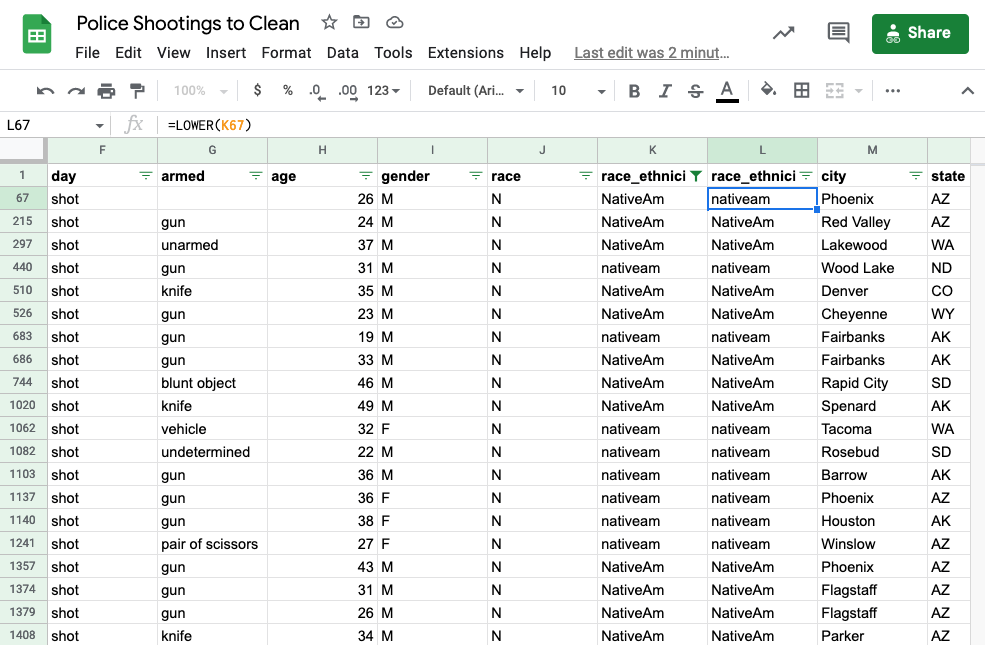 Police Shootings to Clean
File Edit View Insert Format Data Tools Extensions Help Last edit was 2 minut...
Share
100% $ % .0 .00 123 Default (Ari... 10 B I S A
L67 fx =LOWER(K67)
F G H I J K L M
1 day armed age gender race race_ethnici race_ethnici city state
67 shot 26 M N NativeAm nativeam Phoenix AZ
215 shot gun 24 M N NativeAm NativeAm Red Valley AZ
297 shot unarmed 37 M N NativeAm NativeAm Lakewood WA
440 shot gun 31 M N nativeam nativeam Wood Lake ND
510 shot knife 35 M N NativeAm NativeAm Denver CO
526 shot gun 23 M N NativeAm NativeAm Cheyenne WY
683 shot gun 19 M N nativeam nativeam Fairbanks AK
686 shot gun 33 M N NativeAm NativeAm Fairbanks AK
744 shot blunt object 46 M N NativeAm NativeAm Rapid City SD
1020 shot knife 49 M N NativeAm NativeAm Spenard AK
1062 shot vehicle 32 F N nativeam nativeam Tacoma WA
1082 shot undetermined 22 M N nativeam nativeam Rosebud SD
1103 shot gun 36 M N nativeam nativeam Barrow AK
1137 shot gun 36 F N nativeam nativeam Phoenix AZ
1140 shot gun 38 F N nativeam nativeam Houston AK
1241 shot pair of scissors 27 F N nativeam nativeam Winslow AZ
1357 shot gun 43 M N NativeAm NativeAm Phoenix AZ
1374 shot gun 31 M N NativeAm NativeAm Flagstaff AZ
1379 shot gun 26 M N NativeAm NativeAm Flagstaff AZ
1408 shot knife 34 M N NativeAm NativeAm Parker AZ